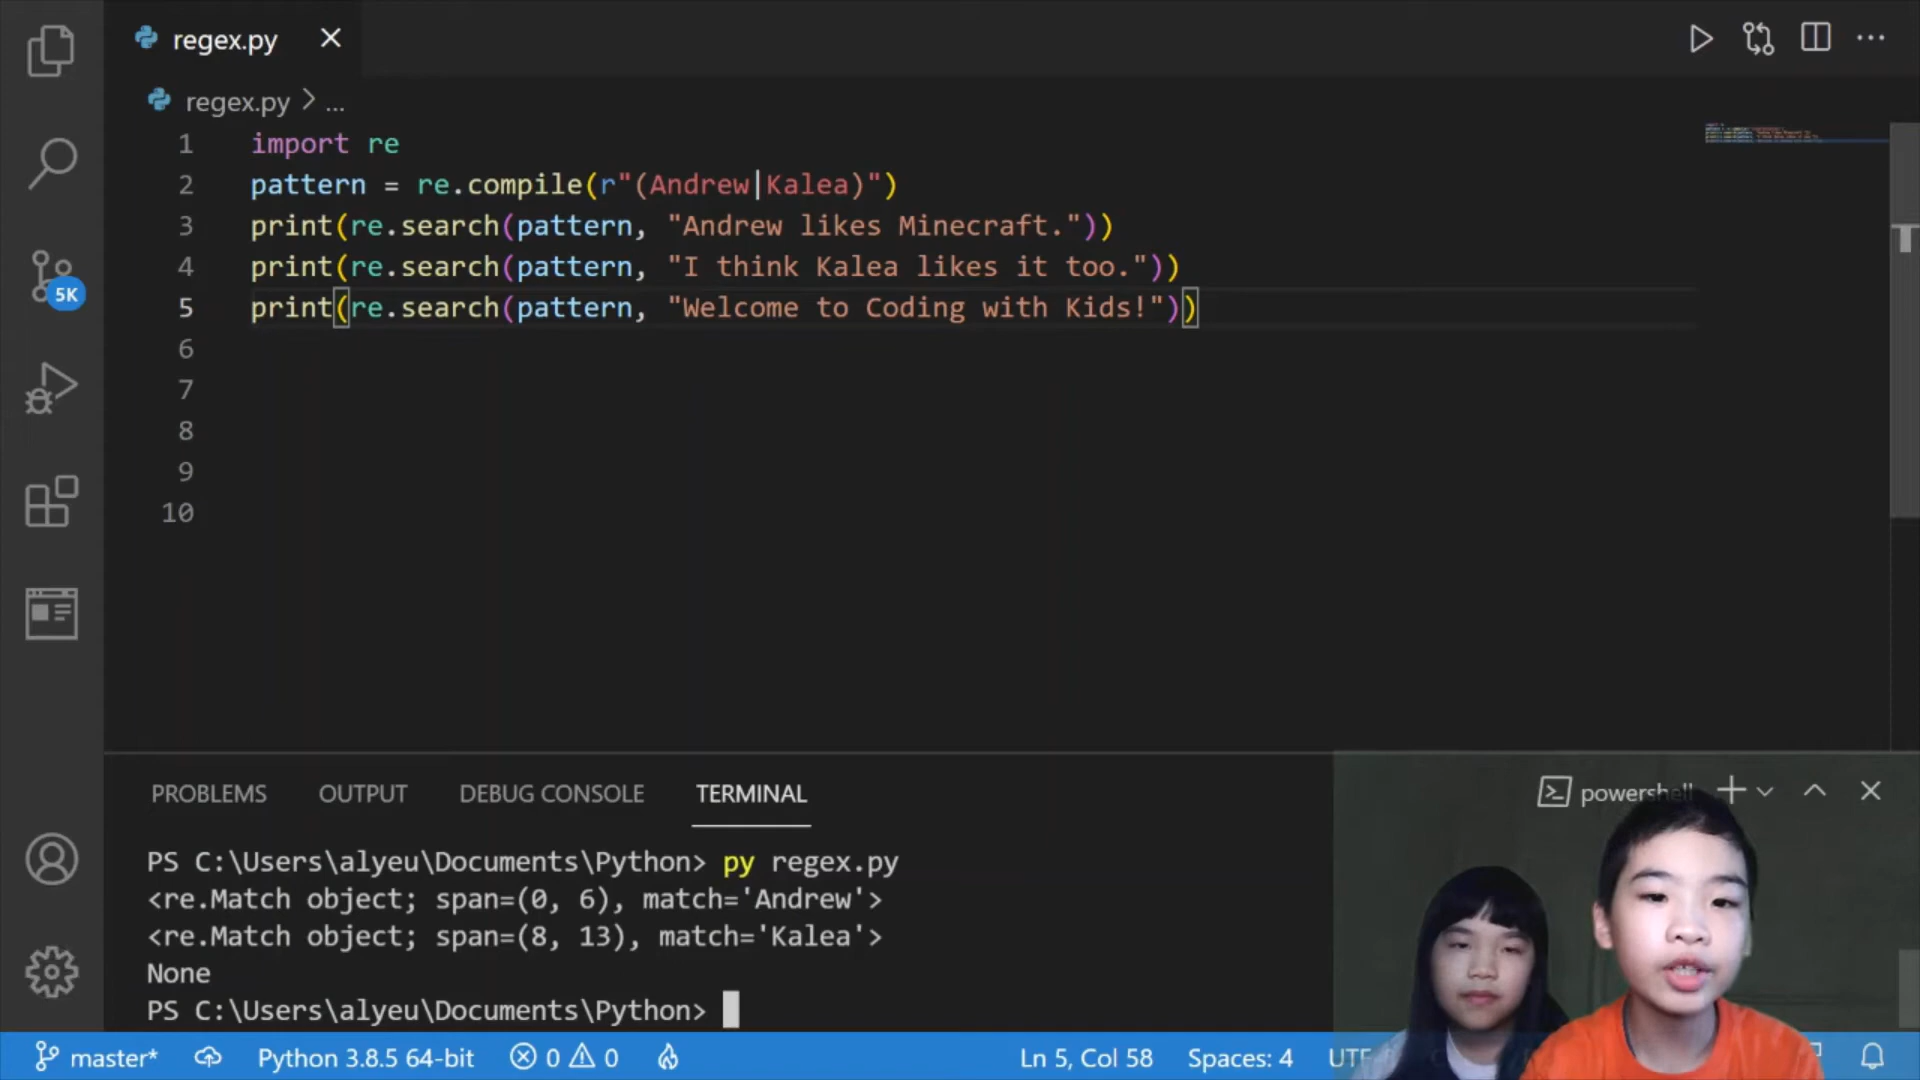 regex.py
regex.py > ...
1 import re
2 pattern = re.compile(r"(Andrew|Kalea)")
3 print(re.search(pattern, "Andrew likes Minecraft."))
4 print(re.search(pattern, "I think Kalea likes it too."))
5 print(re.search(pattern, "Welcome to Coding with Kids!"))
6
7
8
9
10
5K
PROBLEMS OUTPUT DEBUG CONSOLE TERMINAL powershell
PS C:\Users\alyeu\Documents\Python> py regex.py
<re.Match object; span=(0, 6), match='Andrew'>
<re.Match object; span=(8, 13), match='Kalea'>
None
PS C:\Users\alyeu\Documents\Python>
master* Python 3.8.5 64-bit 0 0 Ln 5, Col 58 Spaces: 4